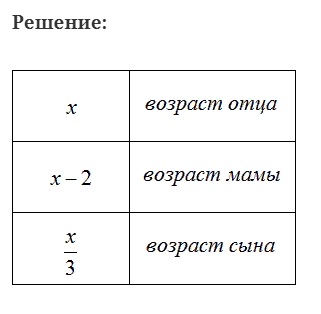 Решение:
x возраст отца
x – 2 возраст мамы
x/3 возраст сына